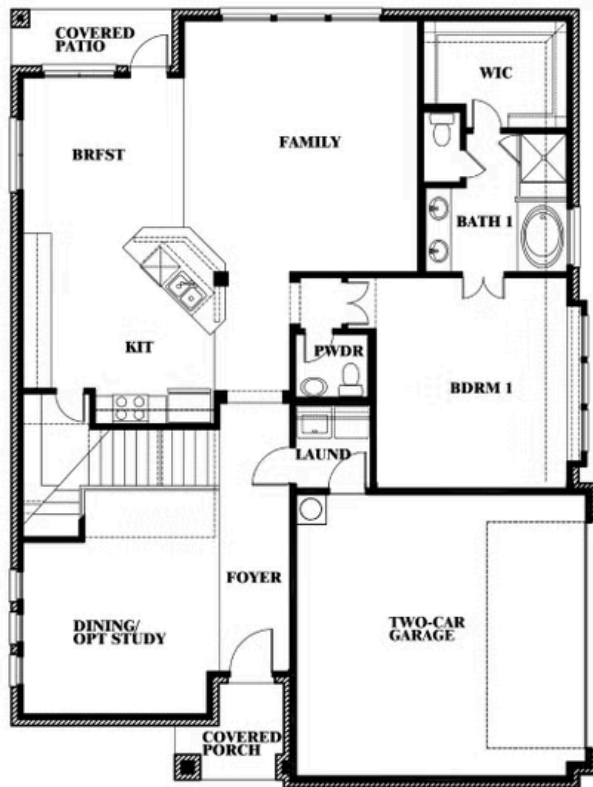 COVERED
PATIO
WIC
BRFST
FAMILY
BATH 1
KIT
PWDR
BDRM 1
LAUND
FOYER
DINING/
OPT STUDY
TWO-CAR
GARAGE
COVERED
PORCH